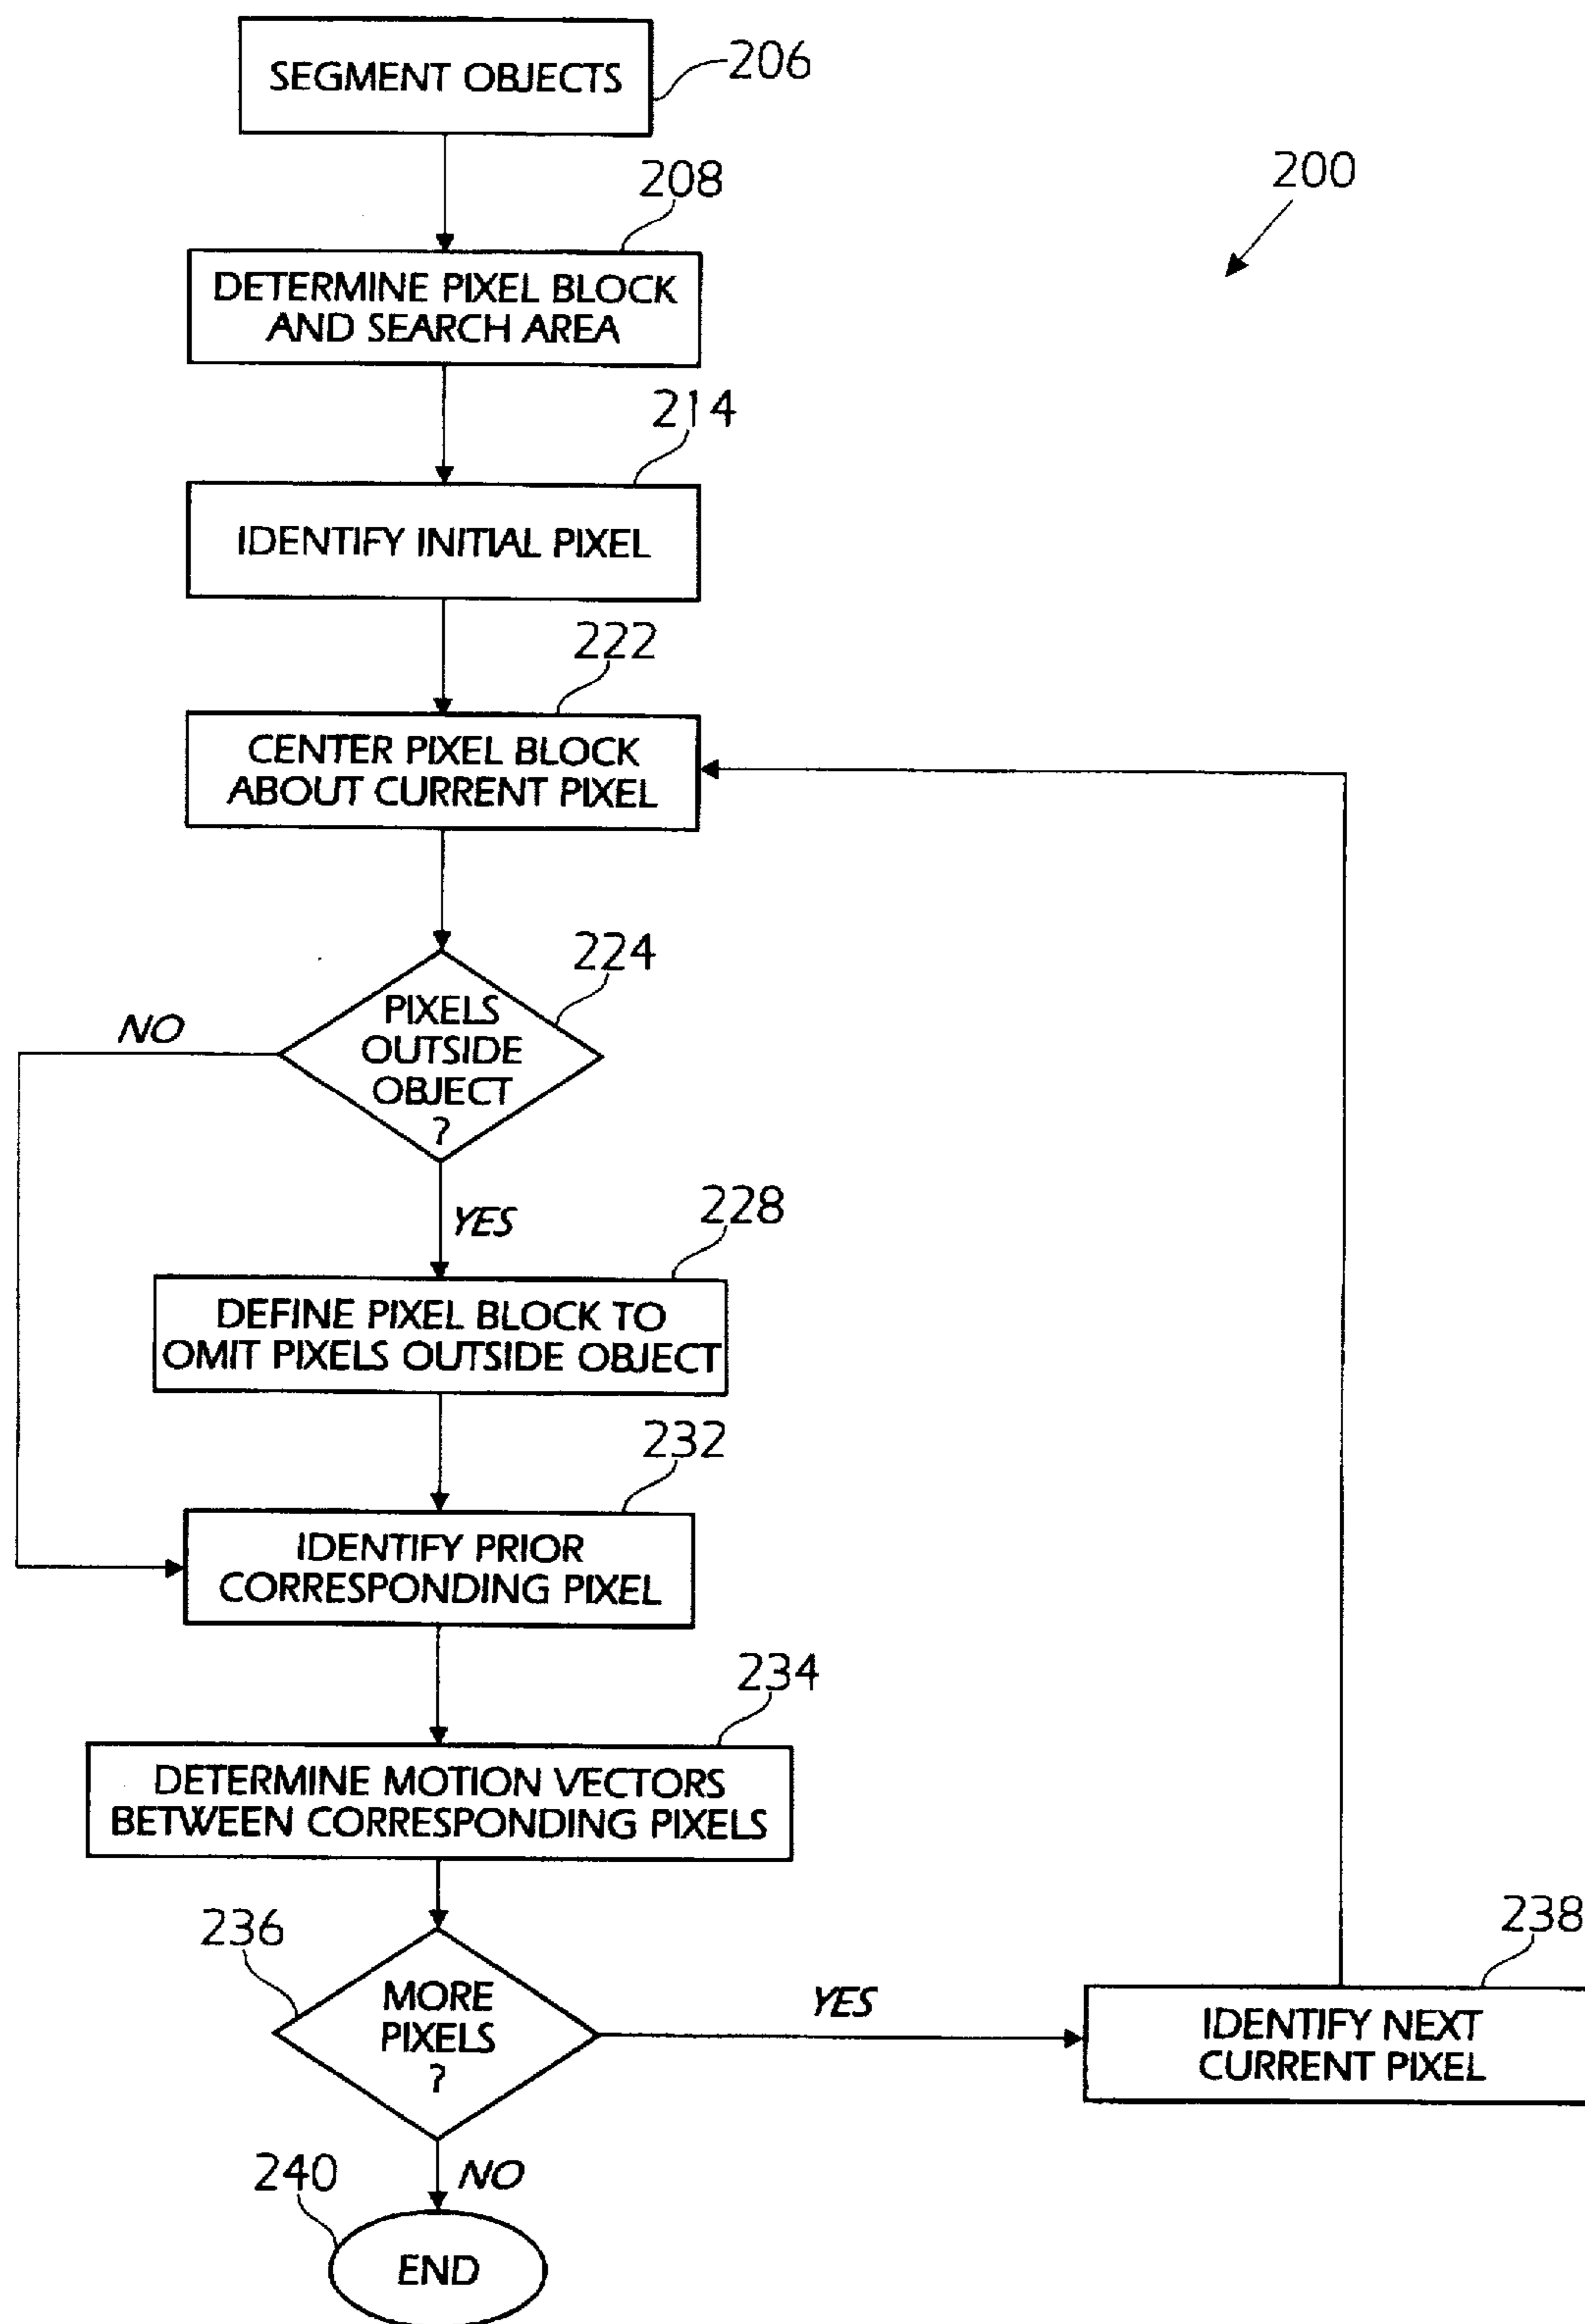 SEGMENT OBJECTS
206
200
208
DETERMINE PIXEL BLOCK
AND SEARCH AREA
214
IDENTIFY INITIAL PIXEL
222
CENTER PIXEL BLOCK
ABOUT CURRENT PIXEL
224
PIXELS
OUTSIDE
OBJECT
?
NO
YES
228
DEFINE PIXEL BLOCK TO
OMIT PIXELS OUTSIDE OBJECT
232
IDENTIFY PRIOR
CORRESPONDING PIXEL
234
DETERMINE MOTION VECTORS
BETWEEN CORRESPONDING PIXELS
236
MORE
PIXELS
?
YES
238
IDENTIFY NEXT
CURRENT PIXEL
NO
240
END